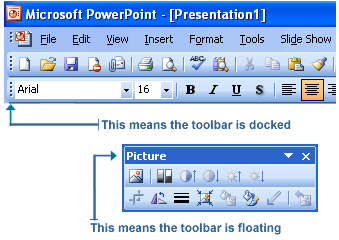 Microsoft PowerPoint - [Presentation1]
File Edit View Insert Format Tools Slide Show
Arial 16 B I U S
This means the toolbar is docked
Picture
This means the toolbar is floating